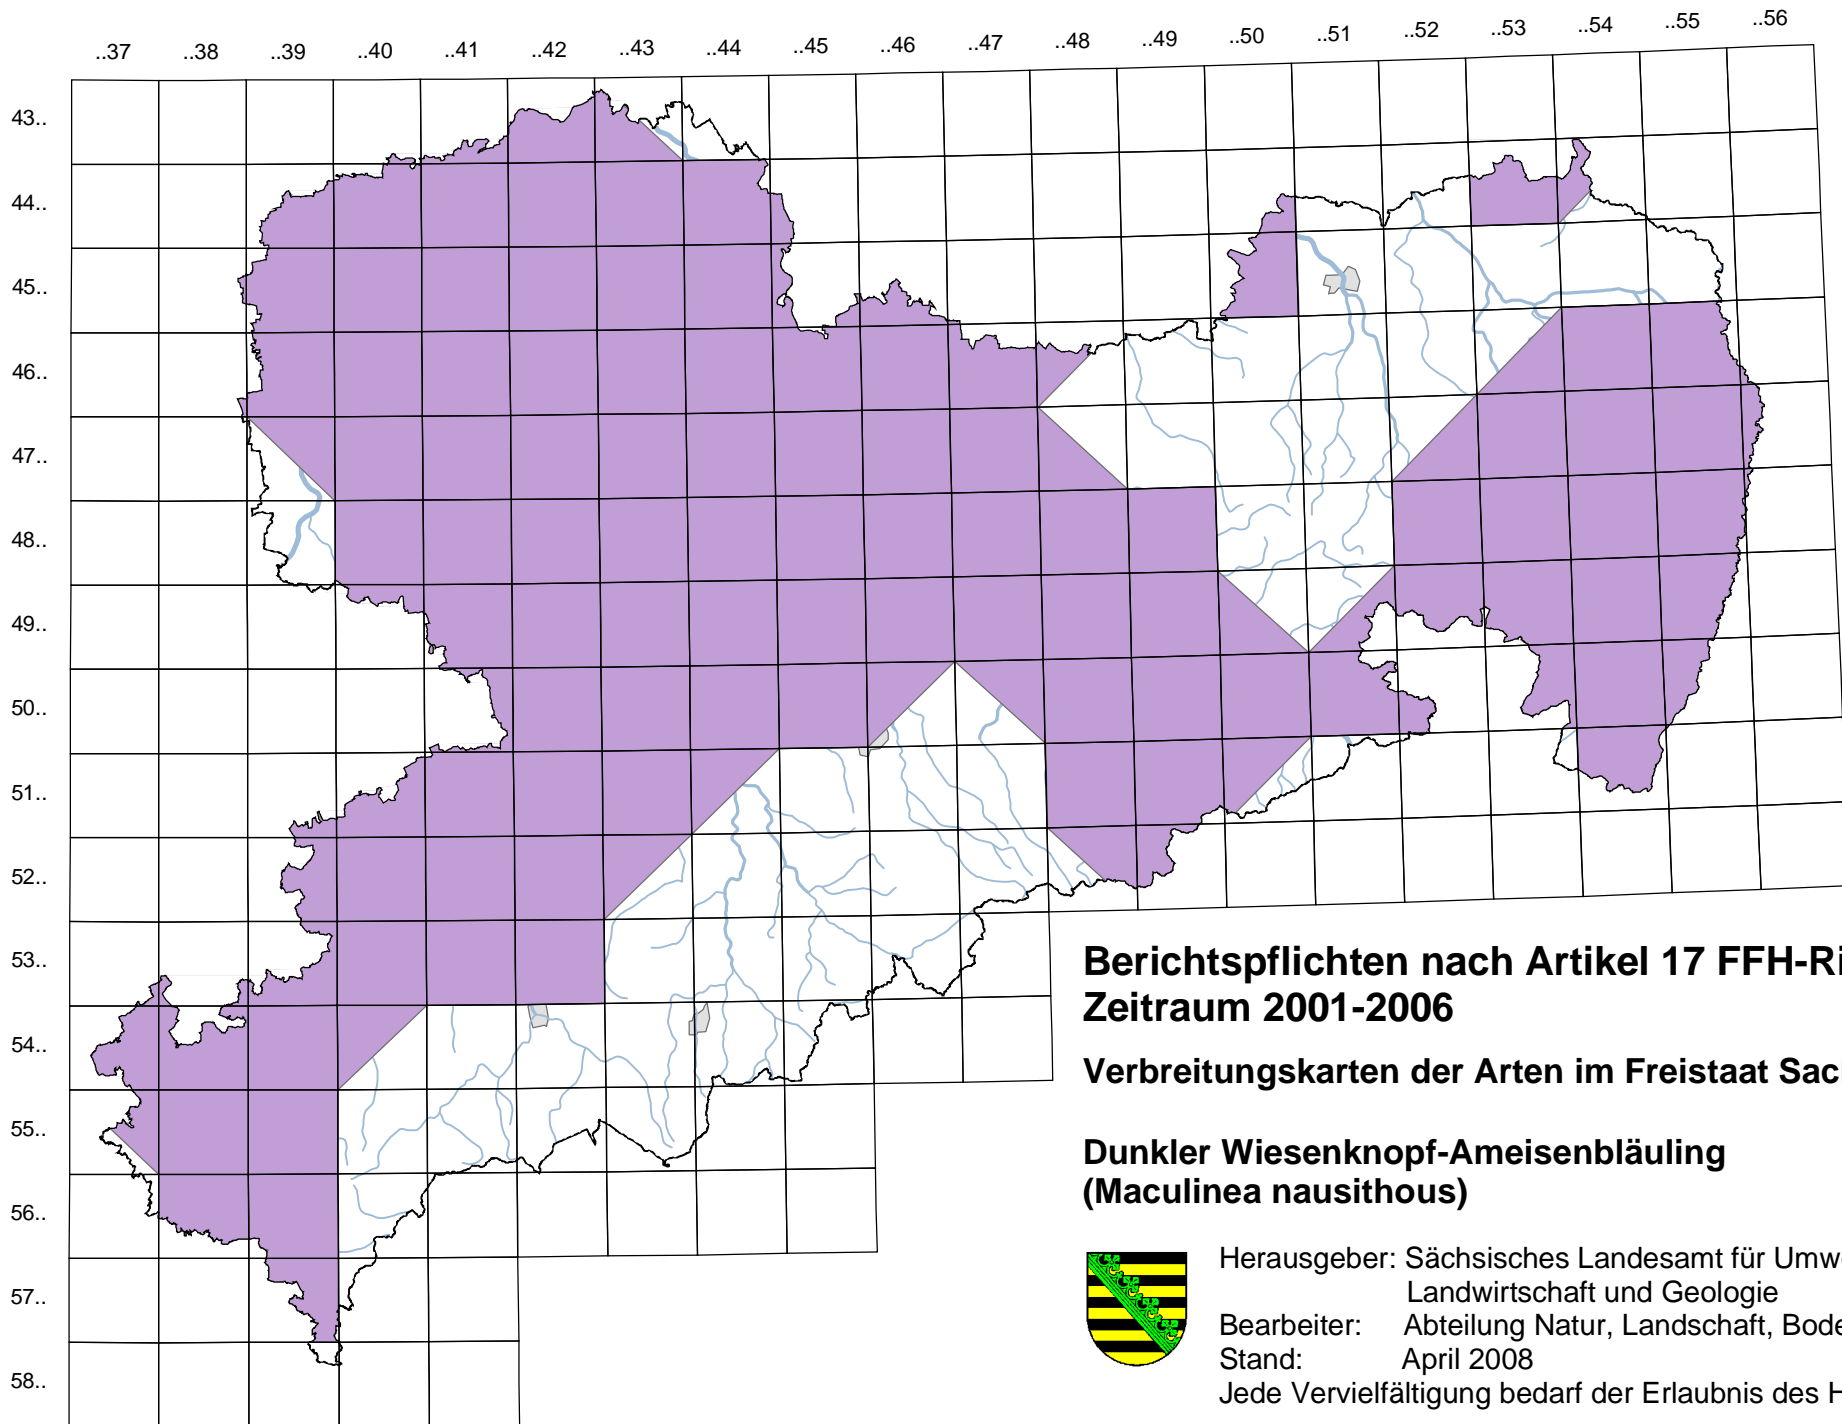 ..37 ..38 ..39 ..40 ..41 ..42 ..43 ..44 ..45 ..46 ..47 ..48 ..49 ..50 ..51 ..52 ..53 ..54 ..55 ..56
43..
44..
45..
46..
47..
48..
49..
50..
51..
52..
53..
54..
55..
56..
57..
58..
Berichtspflichten nach Artikel 17 FFH-Ri
Zeitraum 2001-2006
Verbreitungskarten der Arten im Freistaat Sac
Dunkler Wiesenknopf-Ameisenbläuling
(Maculinea nausithous)
Herausgeber: Sächsisches Landesamt für Umwe
Landwirtschaft und Geologie
Bearbeiter: Abteilung Natur, Landschaft, Bode
Stand: April 2008
Jede Vervielfältigung bedarf der Erlaubnis des H